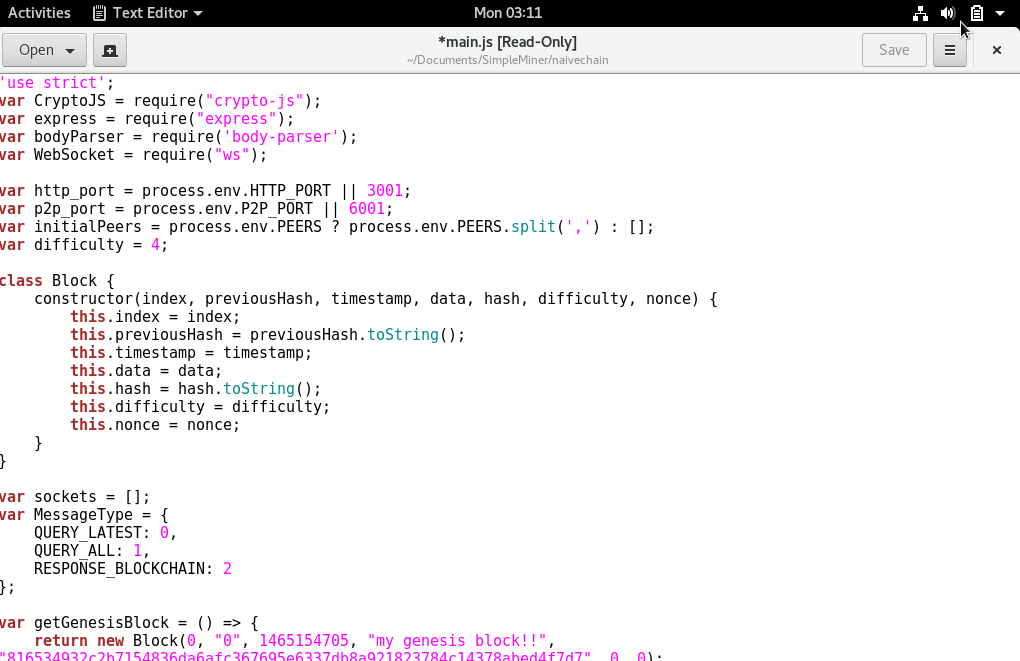 Activities Text Editor Mon 03:11
Open *main.js [Read-Only] Save
~/Documents/SimpleMiner/naivechain
'use strict';
var CryptoJS = require("crypto-js");
var express = require("express");
var bodyParser = require('body-parser');
var WebSocket = require("ws");
var http_port = process.env.HTTP_PORT || 3001;
var p2p_port = process.env.P2P_PORT || 6001;
var initialPeers = process.env.PEERS ? process.env.PEERS.split(',') : [];
var difficulty = 4;
class Block {
    constructor(index, previousHash, timestamp, data, hash, difficulty, nonce) {
        this.index = index;
        this.previousHash = previousHash.toString();
        this.timestamp = timestamp;
        this.data = data;
        this.hash = hash.toString();
        this.difficulty = difficulty;
        this.nonce = nonce;
    }
}
var sockets = [];
var MessageType = {
    QUERY_LATEST: 0,
    QUERY_ALL: 1,
    RESPONSE_BLOCKCHAIN: 2
};
var getGenesisBlock = () => {
    return new Block(0, "0", 1465154705, "my genesis block!!",
"816534932c2b7154836da6afc367695e6337db8a921823784c14378abed4f7d7", 0, 0);